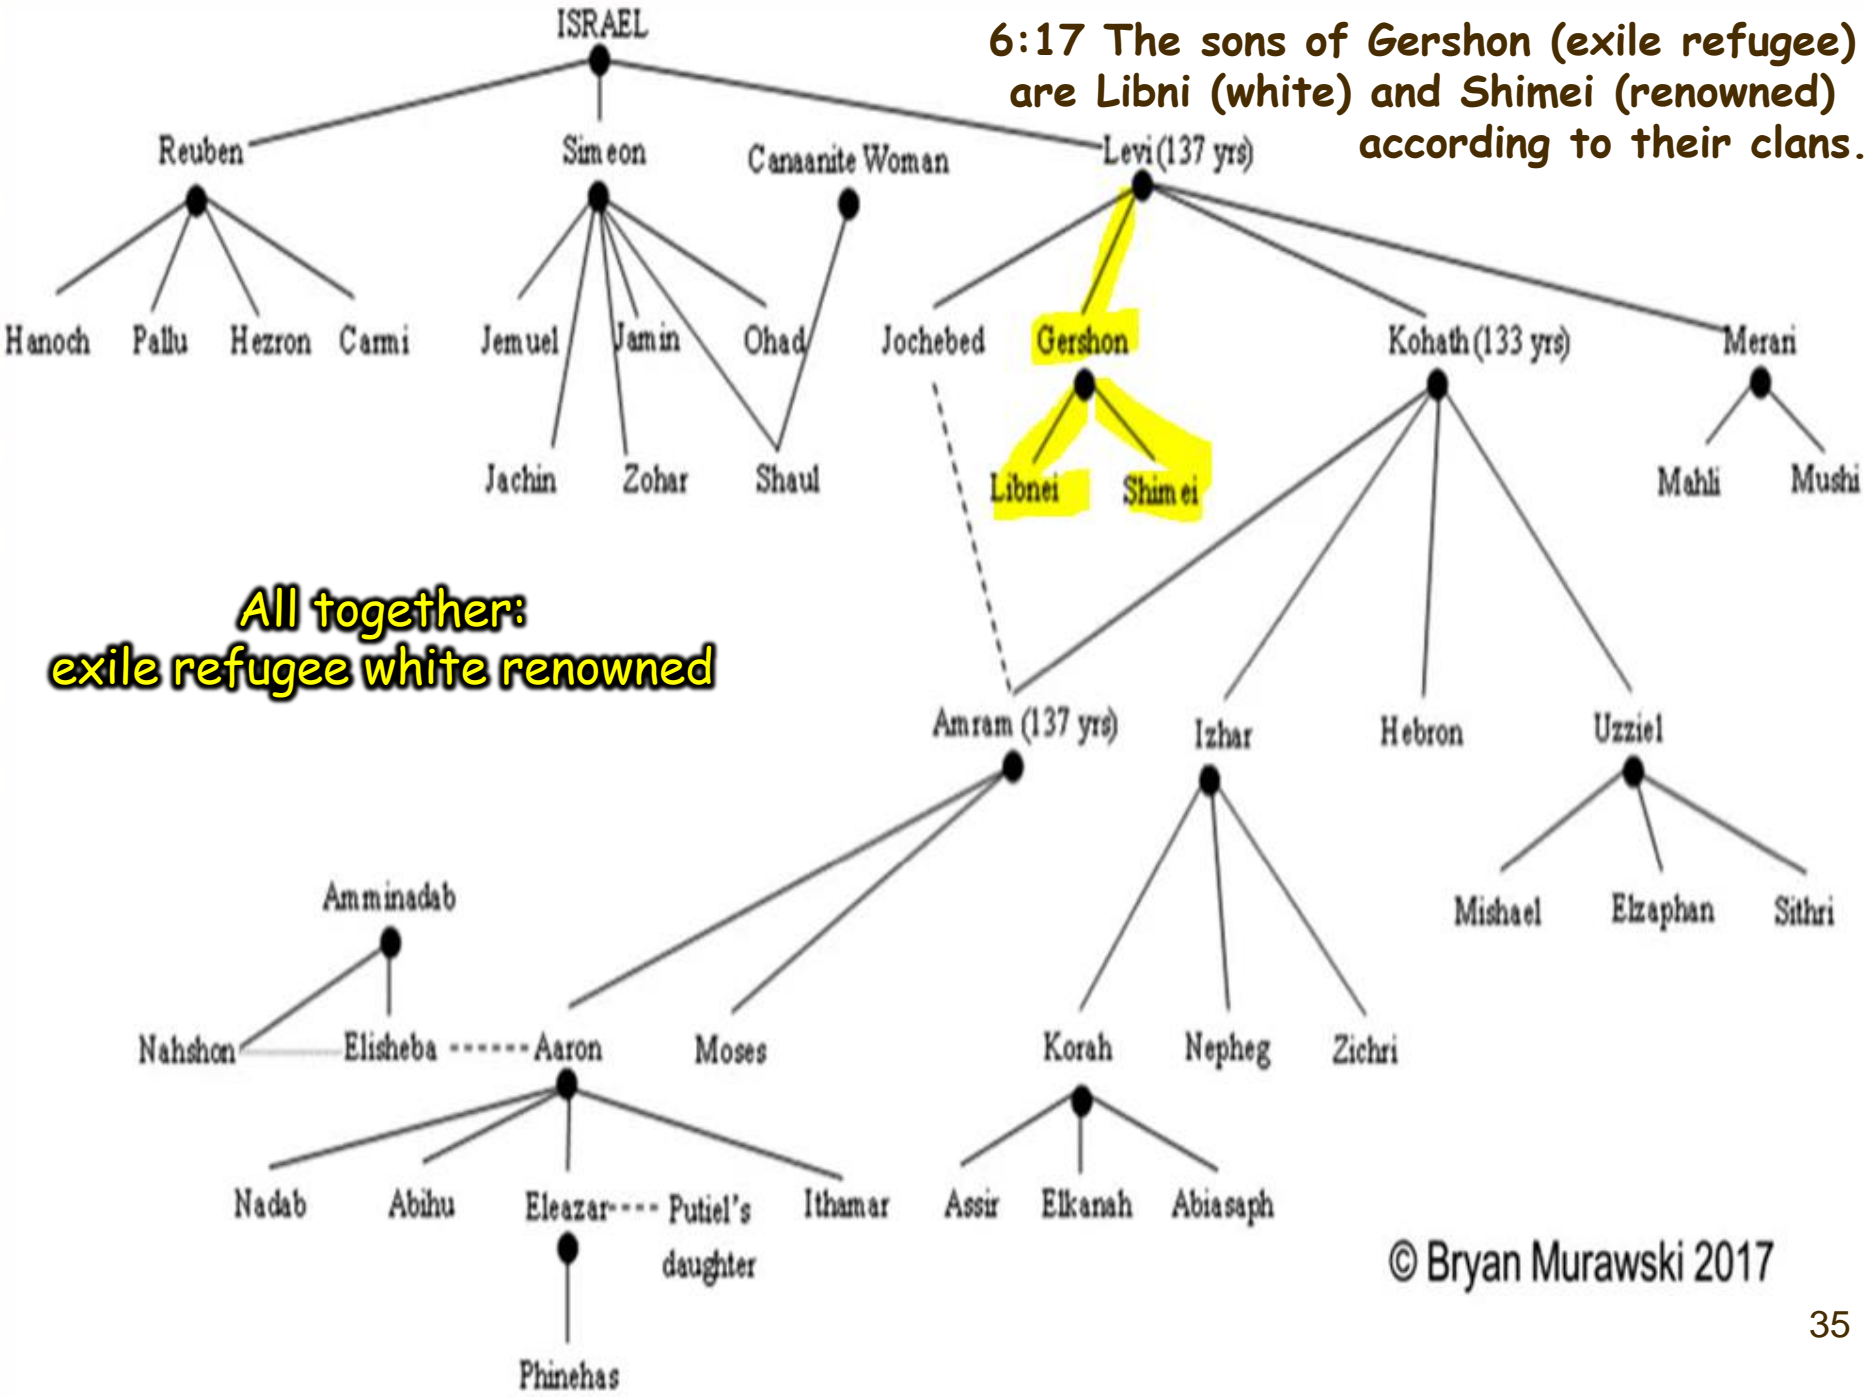 ISRAEL
6:17 The sons of Gershon (exile refugee)
are Libni (white) and Shimei (renowned)
according to their clans.
Reuben
Simeon
Canaanite Woman
Levi (137 yrs)
Hanoch
Pallu
Hezron
Carmi
Jemuel
Jamin
Ohad
Jochebed
Gershon
Kohath (133 yrs)
Merari
Jachin
Zohar
Shaul
Libnei
Shimei
Mahli
Mushi
All together:
exile refugee white renowned
Amram (137 yrs)
Izhar
Hebron
Uzziel
Amminadab
Mishael
Elzaphan
Sithri
Nahshon
Elisheba
Aaron
Moses
Korah
Nepheg
Zichri
Nadab
Abihu
Eleazar
Putiel's
daughter
Ithamar
Assir
Elkanah
Abiasaph
© Bryan Murawski 2017
35
Phinehas